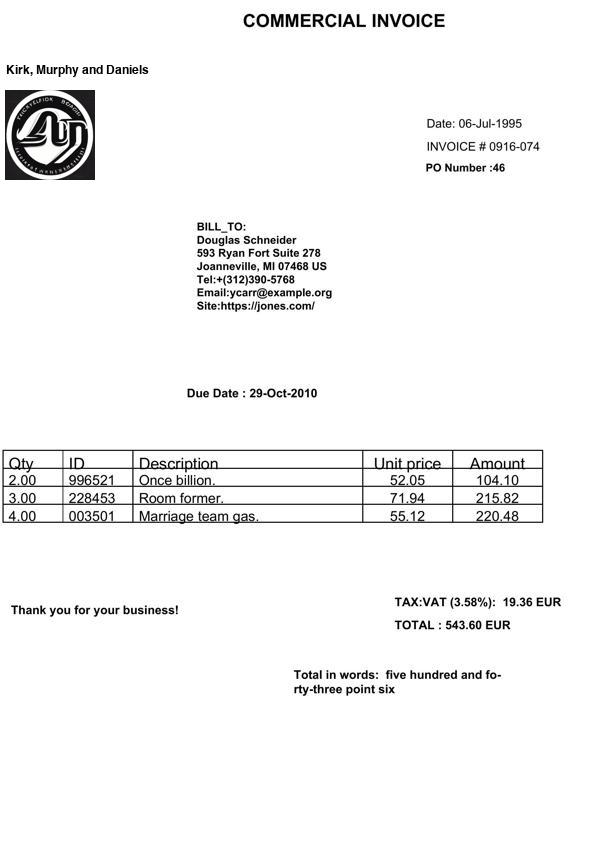 COMMERCIAL INVOICE
Kirk, Murphy and Daniels
Date: 06-Jul-1995
INVOICE # 0916-074
PO Number :46
BILL_TO:
Douglas Schneider
593 Ryan Fort Suite 278
Joanneville, MI 07468 US
Tel:+(312)390-5768
Email:ycarr@example.org
Site:https://jones.com/
Due Date : 29-Oct-2010
Qty ID Description Unit price Amount
2.00 996521 Once billion. 52.05 104.10
3.00 228453 Room former. 71.94 215.82
4.00 003501 Marriage team gas. 55.12 220.48
TAX:VAT (3.58%): 19.36 EUR
Thank you for your business!
TOTAL : 543.60 EUR
Total in words: five hundred and fo-
rty-three point six